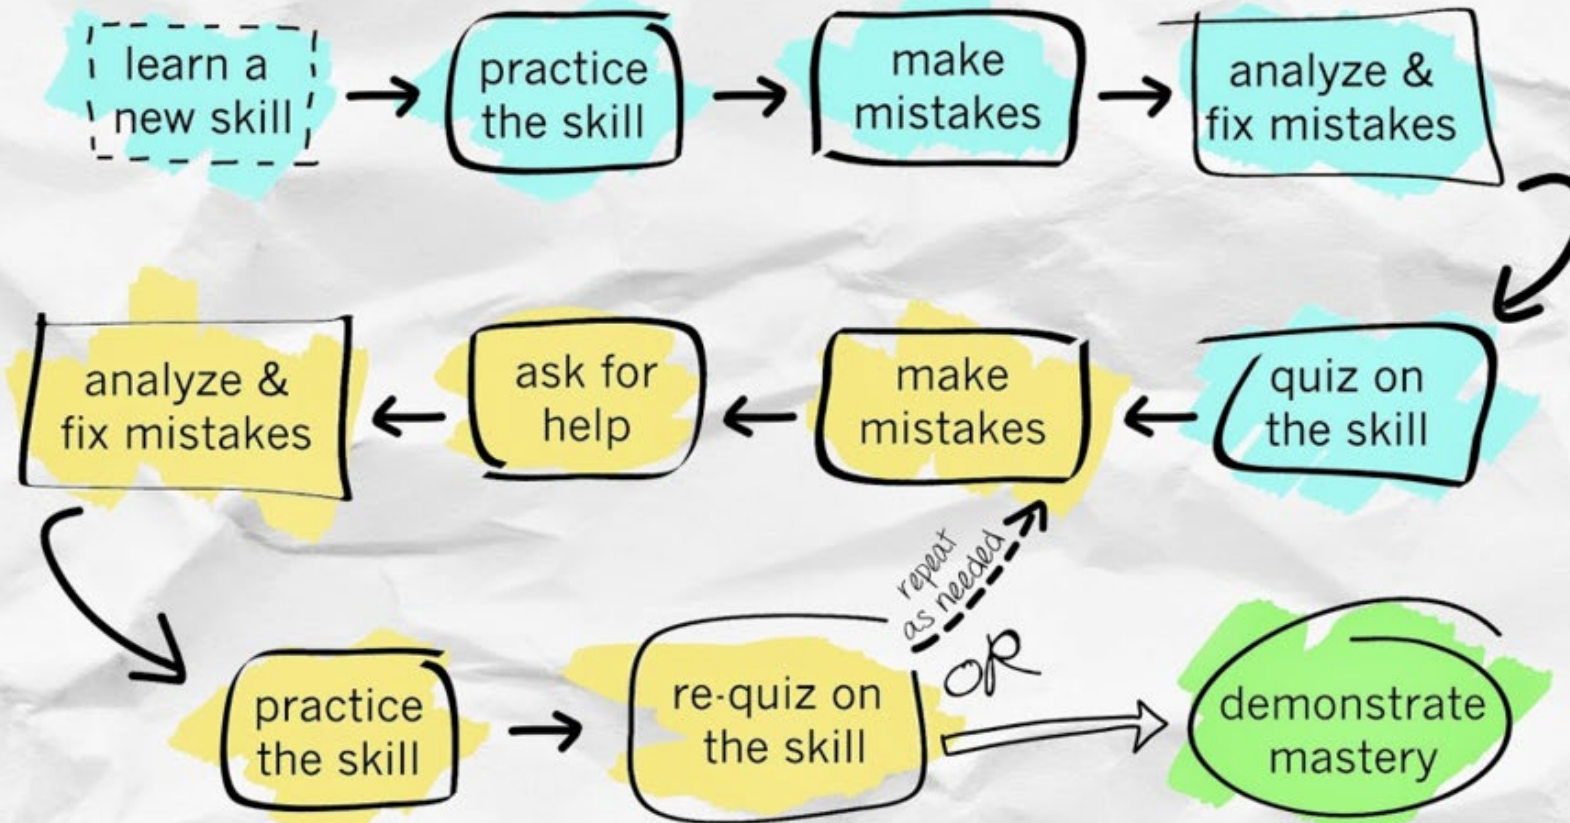 learn a
new skill
practice
the skill
make
mistakes
analyze &
fix mistakes
quiz on
the skill
make
mistakes
ask for
help
analyze &
fix mistakes
practice
the skill
re-quiz on
the skill
repeat
as needed
OR
demonstrate
mastery